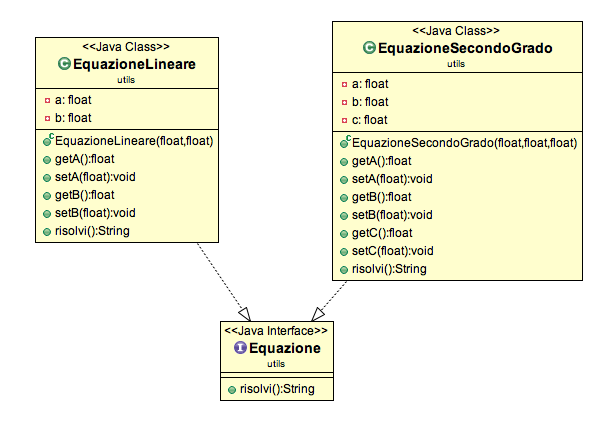 <<Java Class>>
EquazioneLineare
utils
a: float
b: float
EquazioneLineare(float,float)
getA():float
setA(float):void
getB():float
setB(float):void
risolvi():String
<<Java Class>>
EquazioneSecondoGrado
utils
a: float
b: float
c: float
EquazioneSecondoGrado(float,float,float)
getA():float
setA(float):void
getB():float
setB(float):void
getC():float
setC(float):void
risolvi():String
<<Java Interface>>
Equazione
utils
risolvi():String